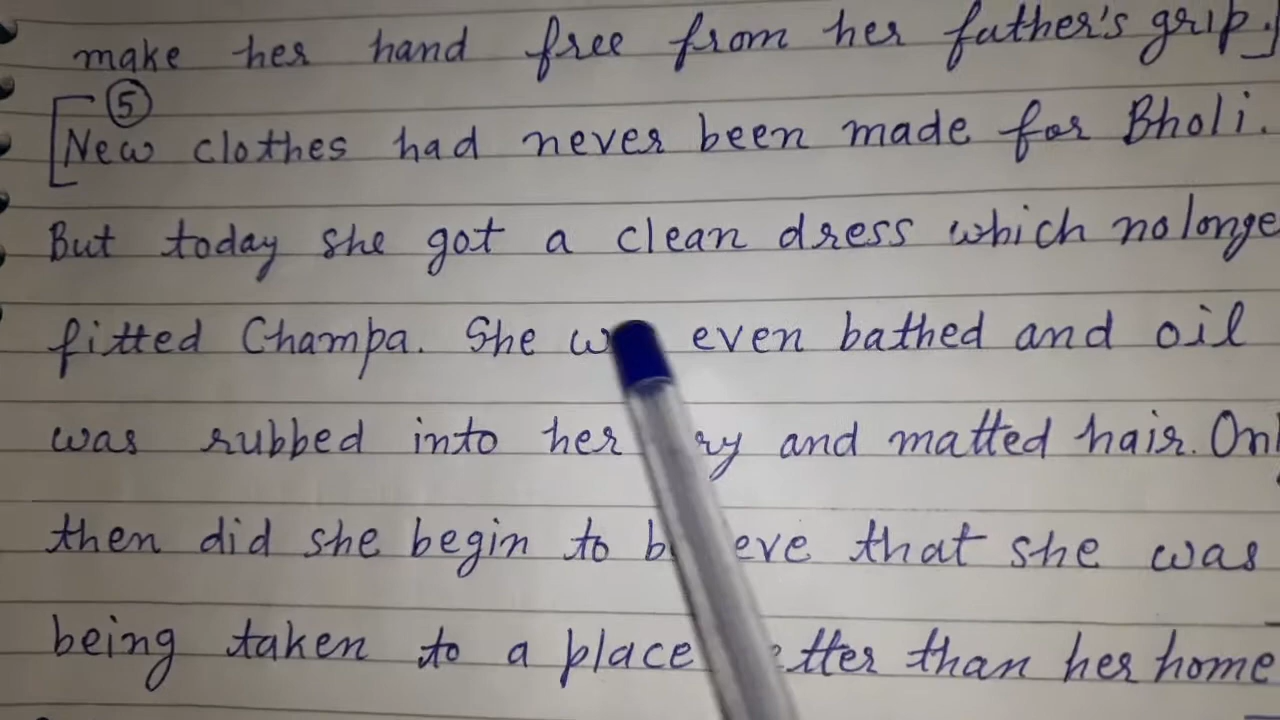 make her hand free from her father's grip.]
⑤
[New clothes had never been made for Bholi.
But today she got a clean dress which no longe
fitted Champa. She even bathed and oil
was rubbed into her and matted hair. On
then did she begin to that she was
being taken to a place than her home